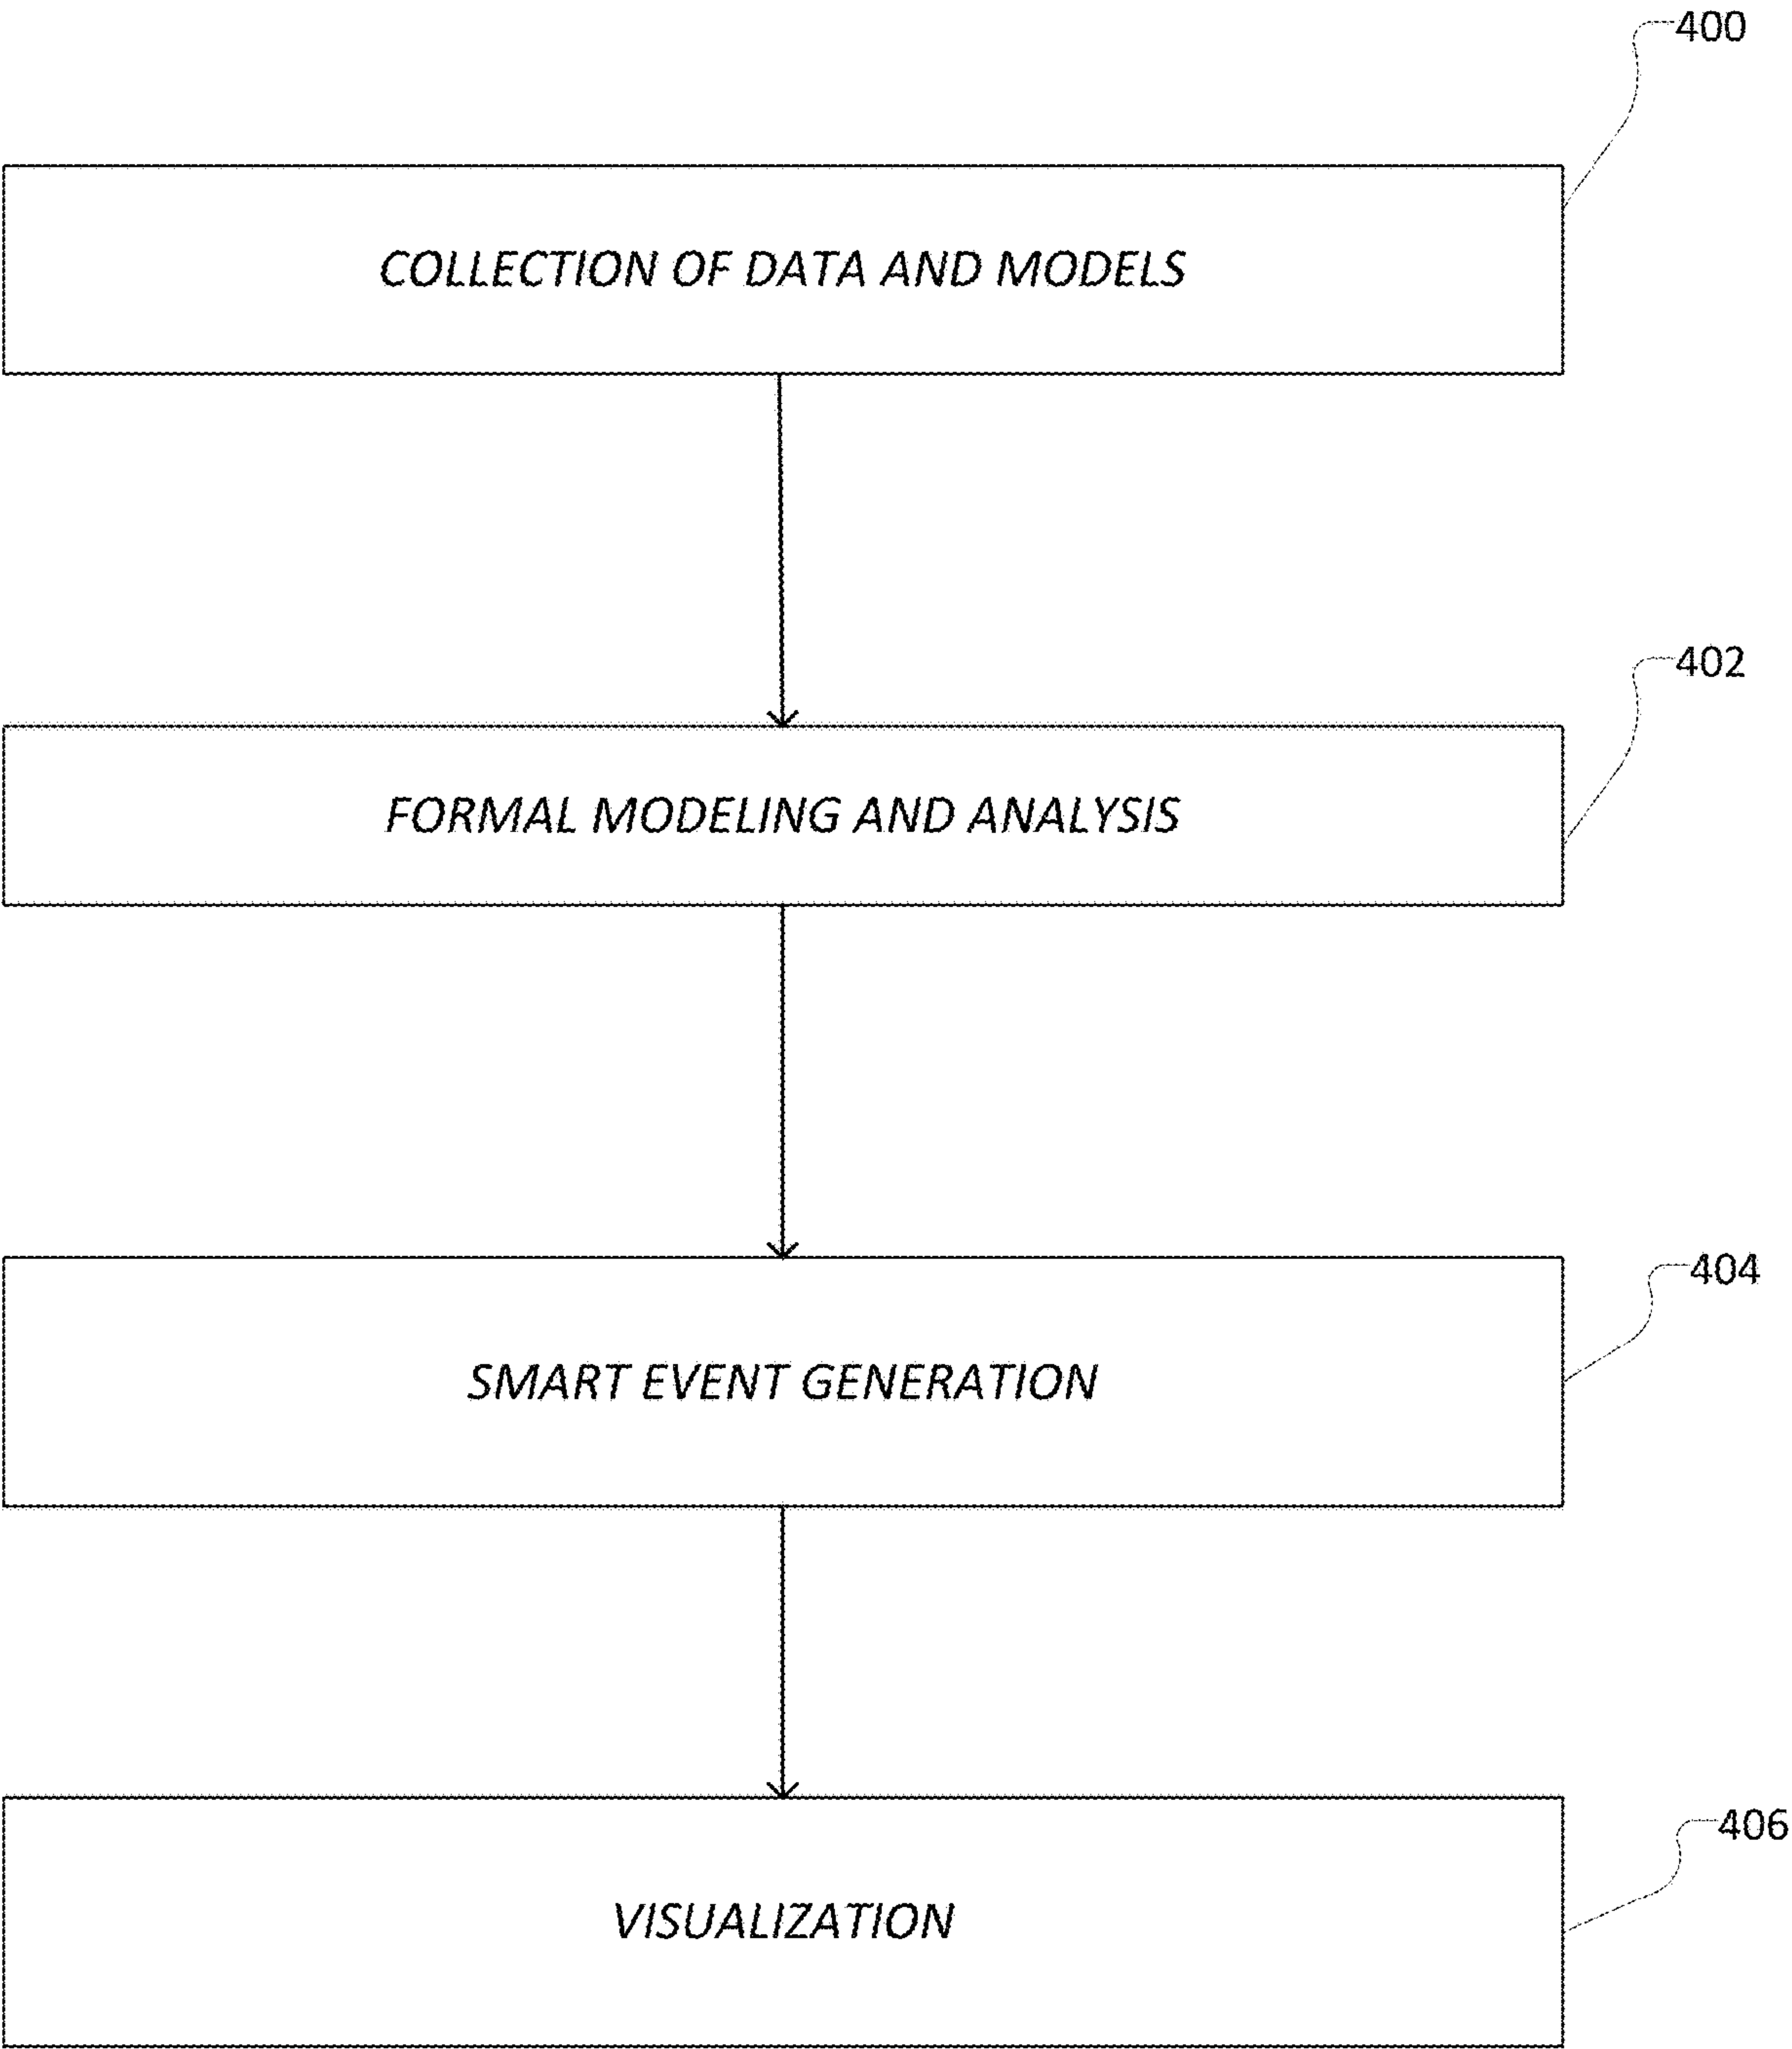 400
COLLECTION OF DATA AND MODELS
402
FORMAL MODELING AND ANALYSIS
404
SMART EVENT GENERATION
406
VISUALIZATION